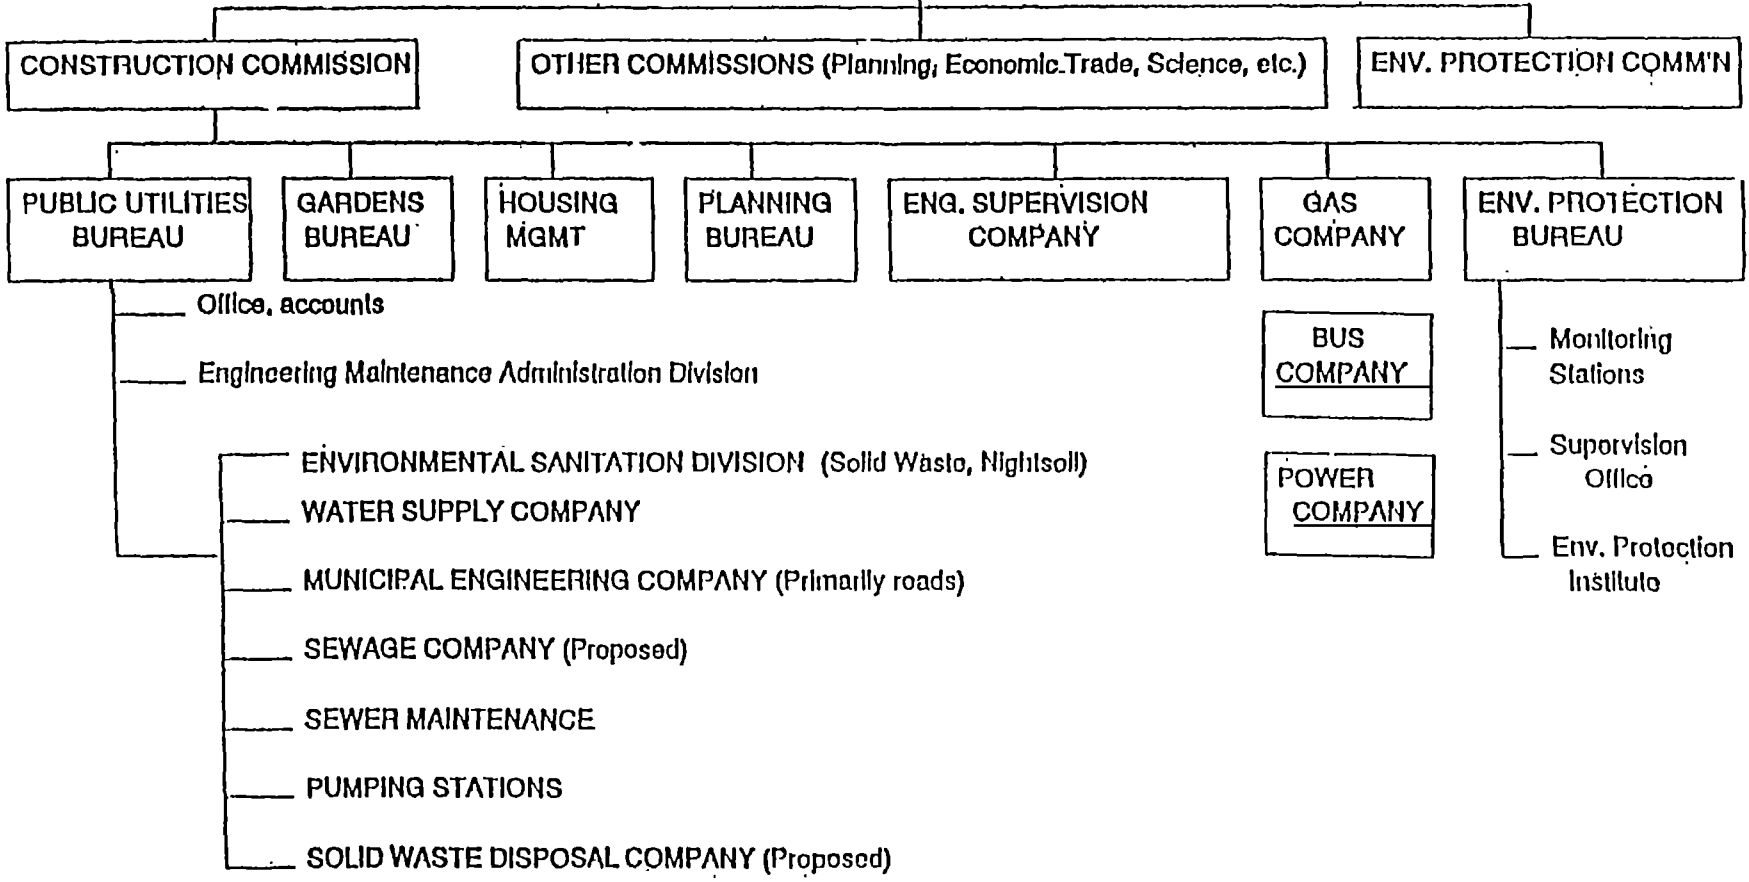 CONSTRUCTION COMMISSION
OTHER COMMISSIONS (Planning, Economic-Trade, Science, etc.)
ENV. PROTECTION COMM'N
PUBLIC UTILITIES
BUREAU
GARDENS
BUREAU
HOUSING
MGMT
PLANNING
BUREAU
ENG. SUPERVISION
COMPANY
GAS
COMPANY
ENV. PROTECTION
BUREAU
Office, accounts
Engineering Maintenance Administration Division
BUS
COMPANY
POWER
COMPANY
Monitoring
Stations
Supervision
Office
Env. Protection
Institute
ENVIRONMENTAL SANITATION DIVISION (Solid Waste, Nightsoil)
WATER SUPPLY COMPANY
MUNICIPAL ENGINEERING COMPANY (Primarily roads)
SEWAGE COMPANY (Proposed)
SEWER MAINTENANCE
PUMPING STATIONS
SOLID WASTE DISPOSAL COMPANY (Proposed)